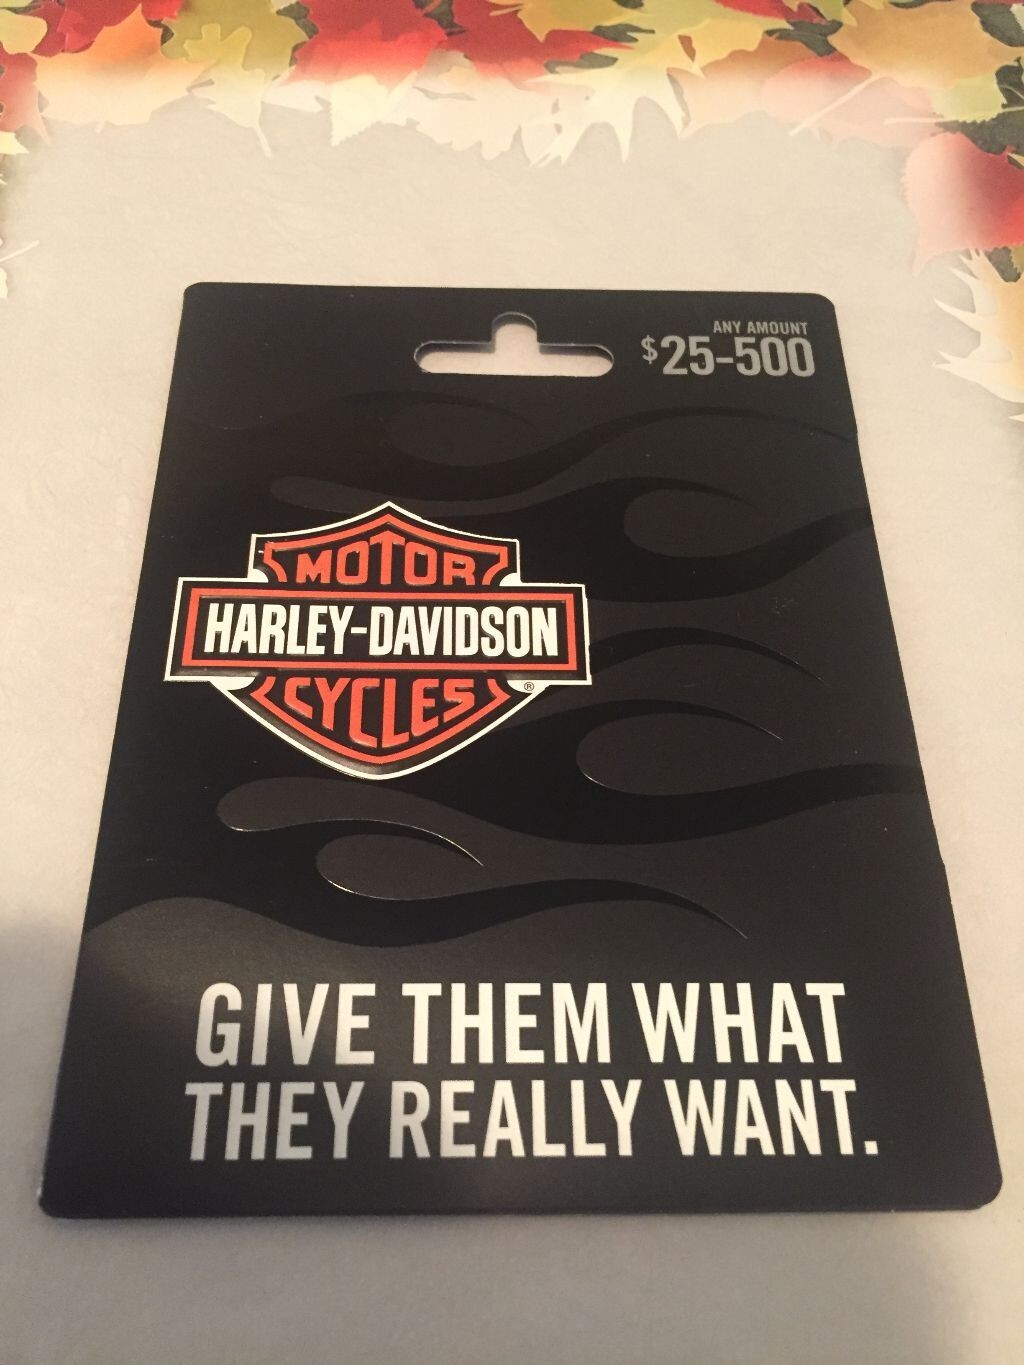 ANY AMOUNT
$25-500
MOTOR
HARLEY-DAVIDSON
CYCLES
®
GIVE THEM WHAT
THEY REALLY WANT.